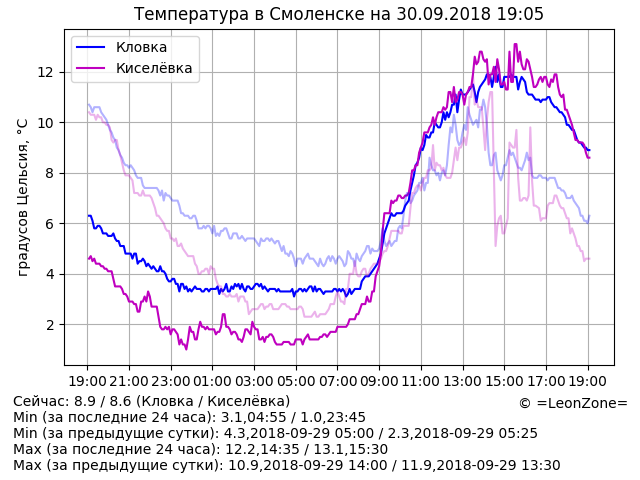 Температура в Смоленске на 30.09.2018 19:05
Кловка
Киселёвка
градусов Цельсия, °C
12
10
8
6
4
2
19:00 21:00 23:00 01:00 03:00 05:00 07:00 09:00 11:00 13:00 15:00 17:00 19:00
Сейчас: 8.9 / 8.6 (Кловка / Киселёвка)
© =LeonZone=
Min (за последние 24 часа): 3.1,04:55 / 1.0,23:45
Min (за предыдущие сутки): 4.3,2018-09-29 05:00 / 2.3,2018-09-29 05:25
Max (за последние 24 часа): 12.2,14:35 / 13.1,15:30
Max (за предыдущие сутки): 10.9,2018-09-29 14:00 / 11.9,2018-09-29 13:30